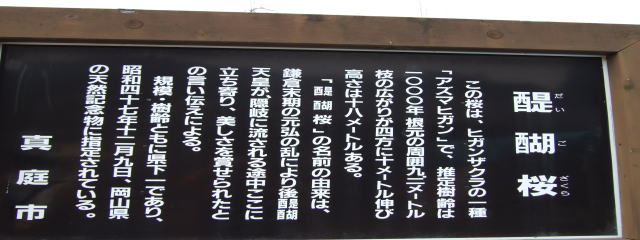 醍醐桜
だいござくら
この桜は、ヒガンザクラの一種
「アズマヒガン」で、推定樹齢は
一〇〇〇年根元の周囲九・二メートル
枝の広がりが四方に十メートル伸び
高さは十八メートルある。
「醍醐桜」の名前の由来は、
鎌倉末期の元弘の乱により後醍醐
天皇が、隠岐に流される途中ここに
立ち寄り、美しさを賞せられたと
の言い伝えによる。
規模・樹齢ともに県下一であり、
昭和四十七年十二月九日、岡山県
の天然記念物に指定されている。
真庭市